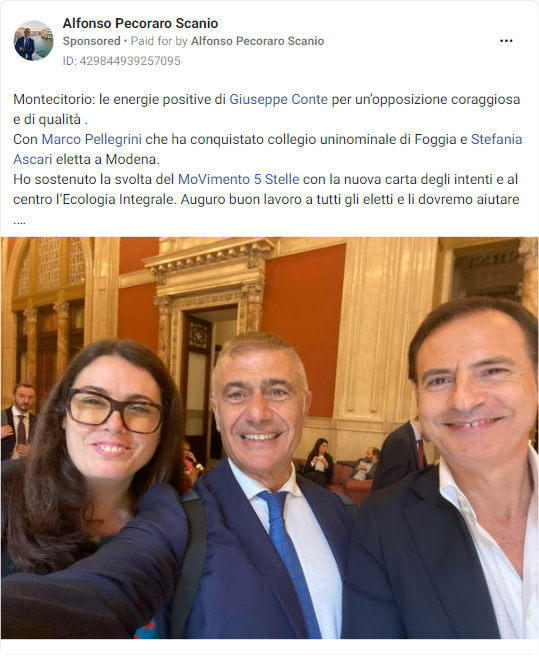 Alfonso Pecoraro Scanio
Sponsored • Paid for by Alfonso Pecoraro Scanio
ID: 429844939257095
Montecitorio: le energie positive di Giuseppe Conte per un’opposizione coraggiosa
e di qualità .
Con Marco Pellegrini che ha conquistato collegio uninominale di Foggia e Stefania
Ascari eletta a Modena.
Ho sostenuto la svolta del MoVimento 5 Stelle con la nuova carta degli intenti e al
centro l’Ecologia Integrale. Auguro buon lavoro a tutti gli eletti e li dovremo aiutare
....